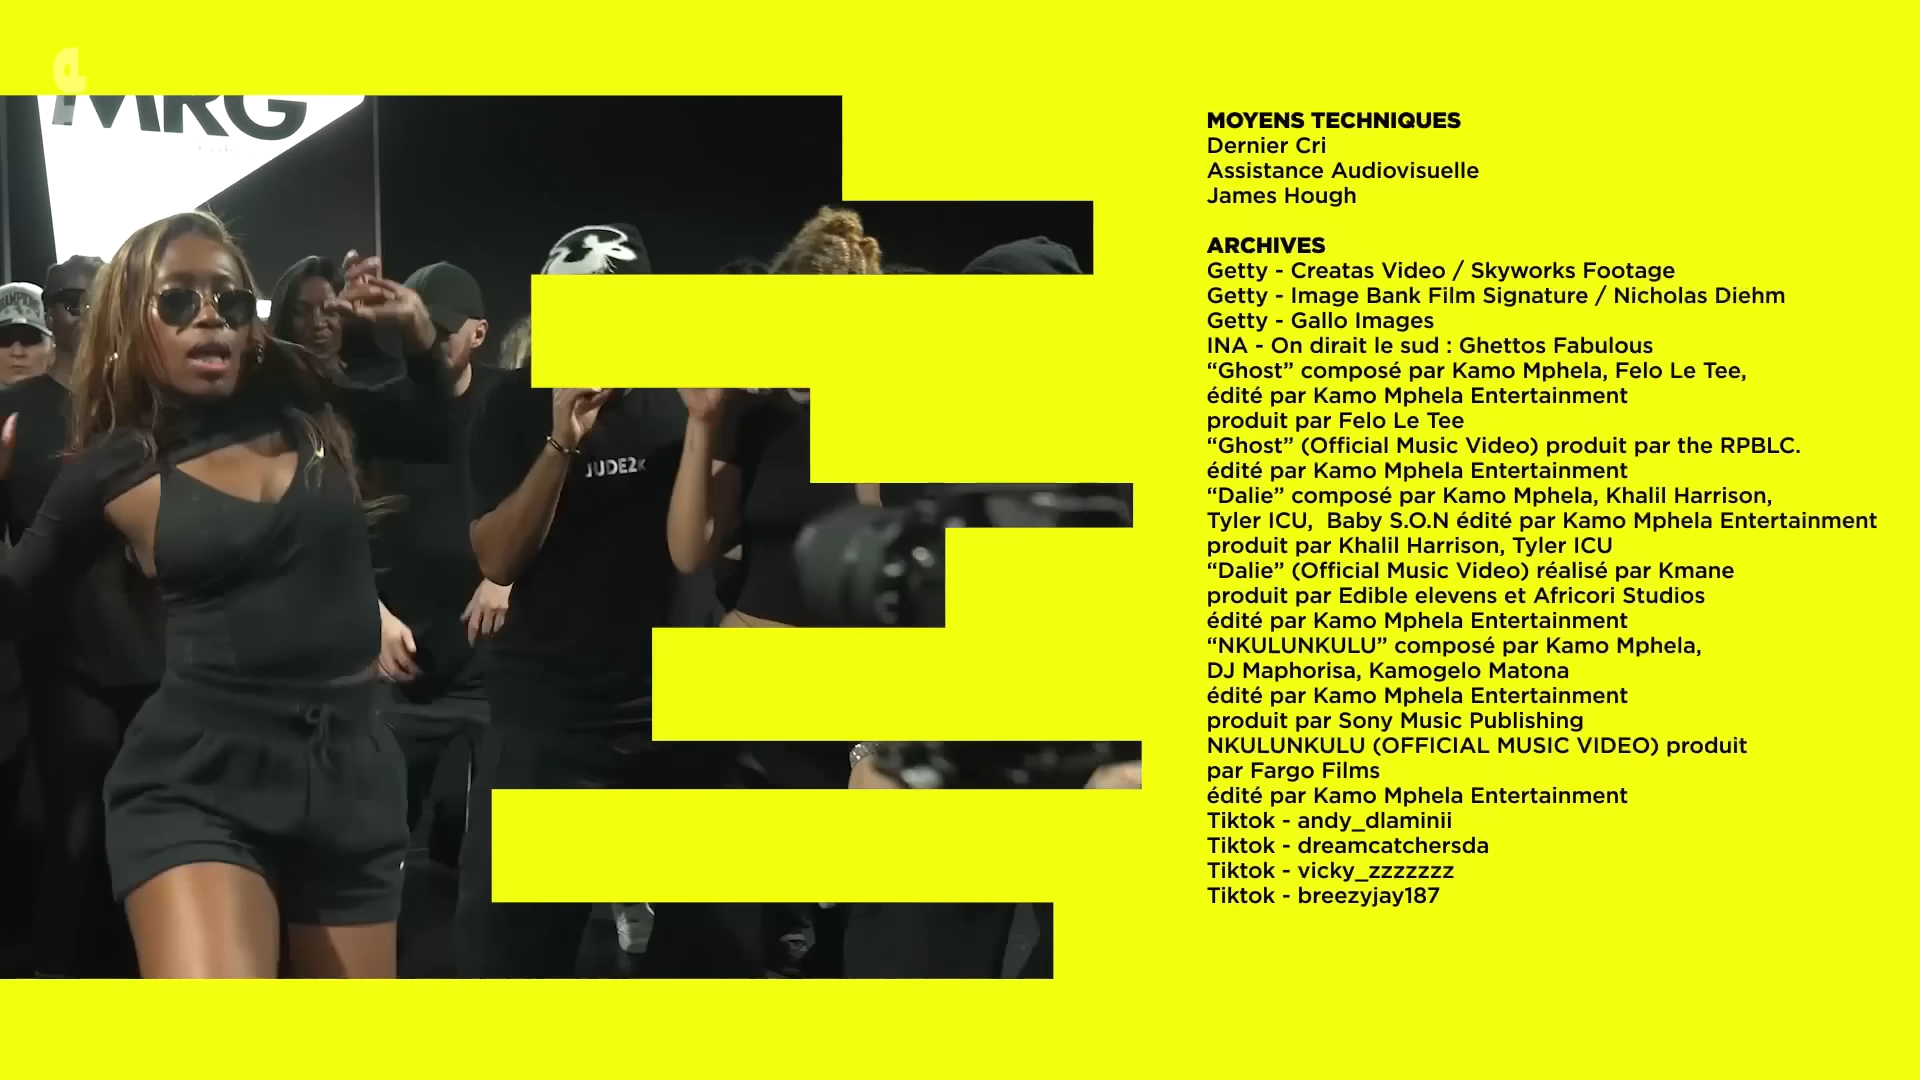 MRG
JUDE2K
MOYENS TECHNIQUES
Dernier Cri
Assistance Audiovisuelle
James Hough
ARCHIVES
Getty - Creatas Video / Skyworks Footage
Getty - Image Bank Film Signature / Nicholas Diehm
Getty - Gallo Images
INA - On dirait le sud : Ghettos Fabulous
“Ghost” composé par Kamo Mphela, Felo Le Tee,
édité par Kamo Mphela Entertainment
produit par Felo Le Tee
“Ghost” (Official Music Video) produit par the RPBLC.
édité par Kamo Mphela Entertainment
“Dalie” composé par Kamo Mphela, Khalil Harrison,
Tyler ICU,  Baby S.O.N édité par Kamo Mphela Entertainment
produit par Khalil Harrison, Tyler ICU
“Dalie” (Official Music Video) réalisé par Kmane
produit par Edible elevens et Africori Studios
édité par Kamo Mphela Entertainment
“NKULUNKULU” composé par Kamo Mphela,
DJ Maphorisa, Kamogelo Matona
édité par Kamo Mphela Entertainment
produit par Sony Music Publishing
NKULUNKULU (OFFICIAL MUSIC VIDEO) produit
par Fargo Films
édité par Kamo Mphela Entertainment
Tiktok - andy_dlaminii
Tiktok - dreamcatchersda
Tiktok - vicky_zzzzzzz
Tiktok - breezyjay187